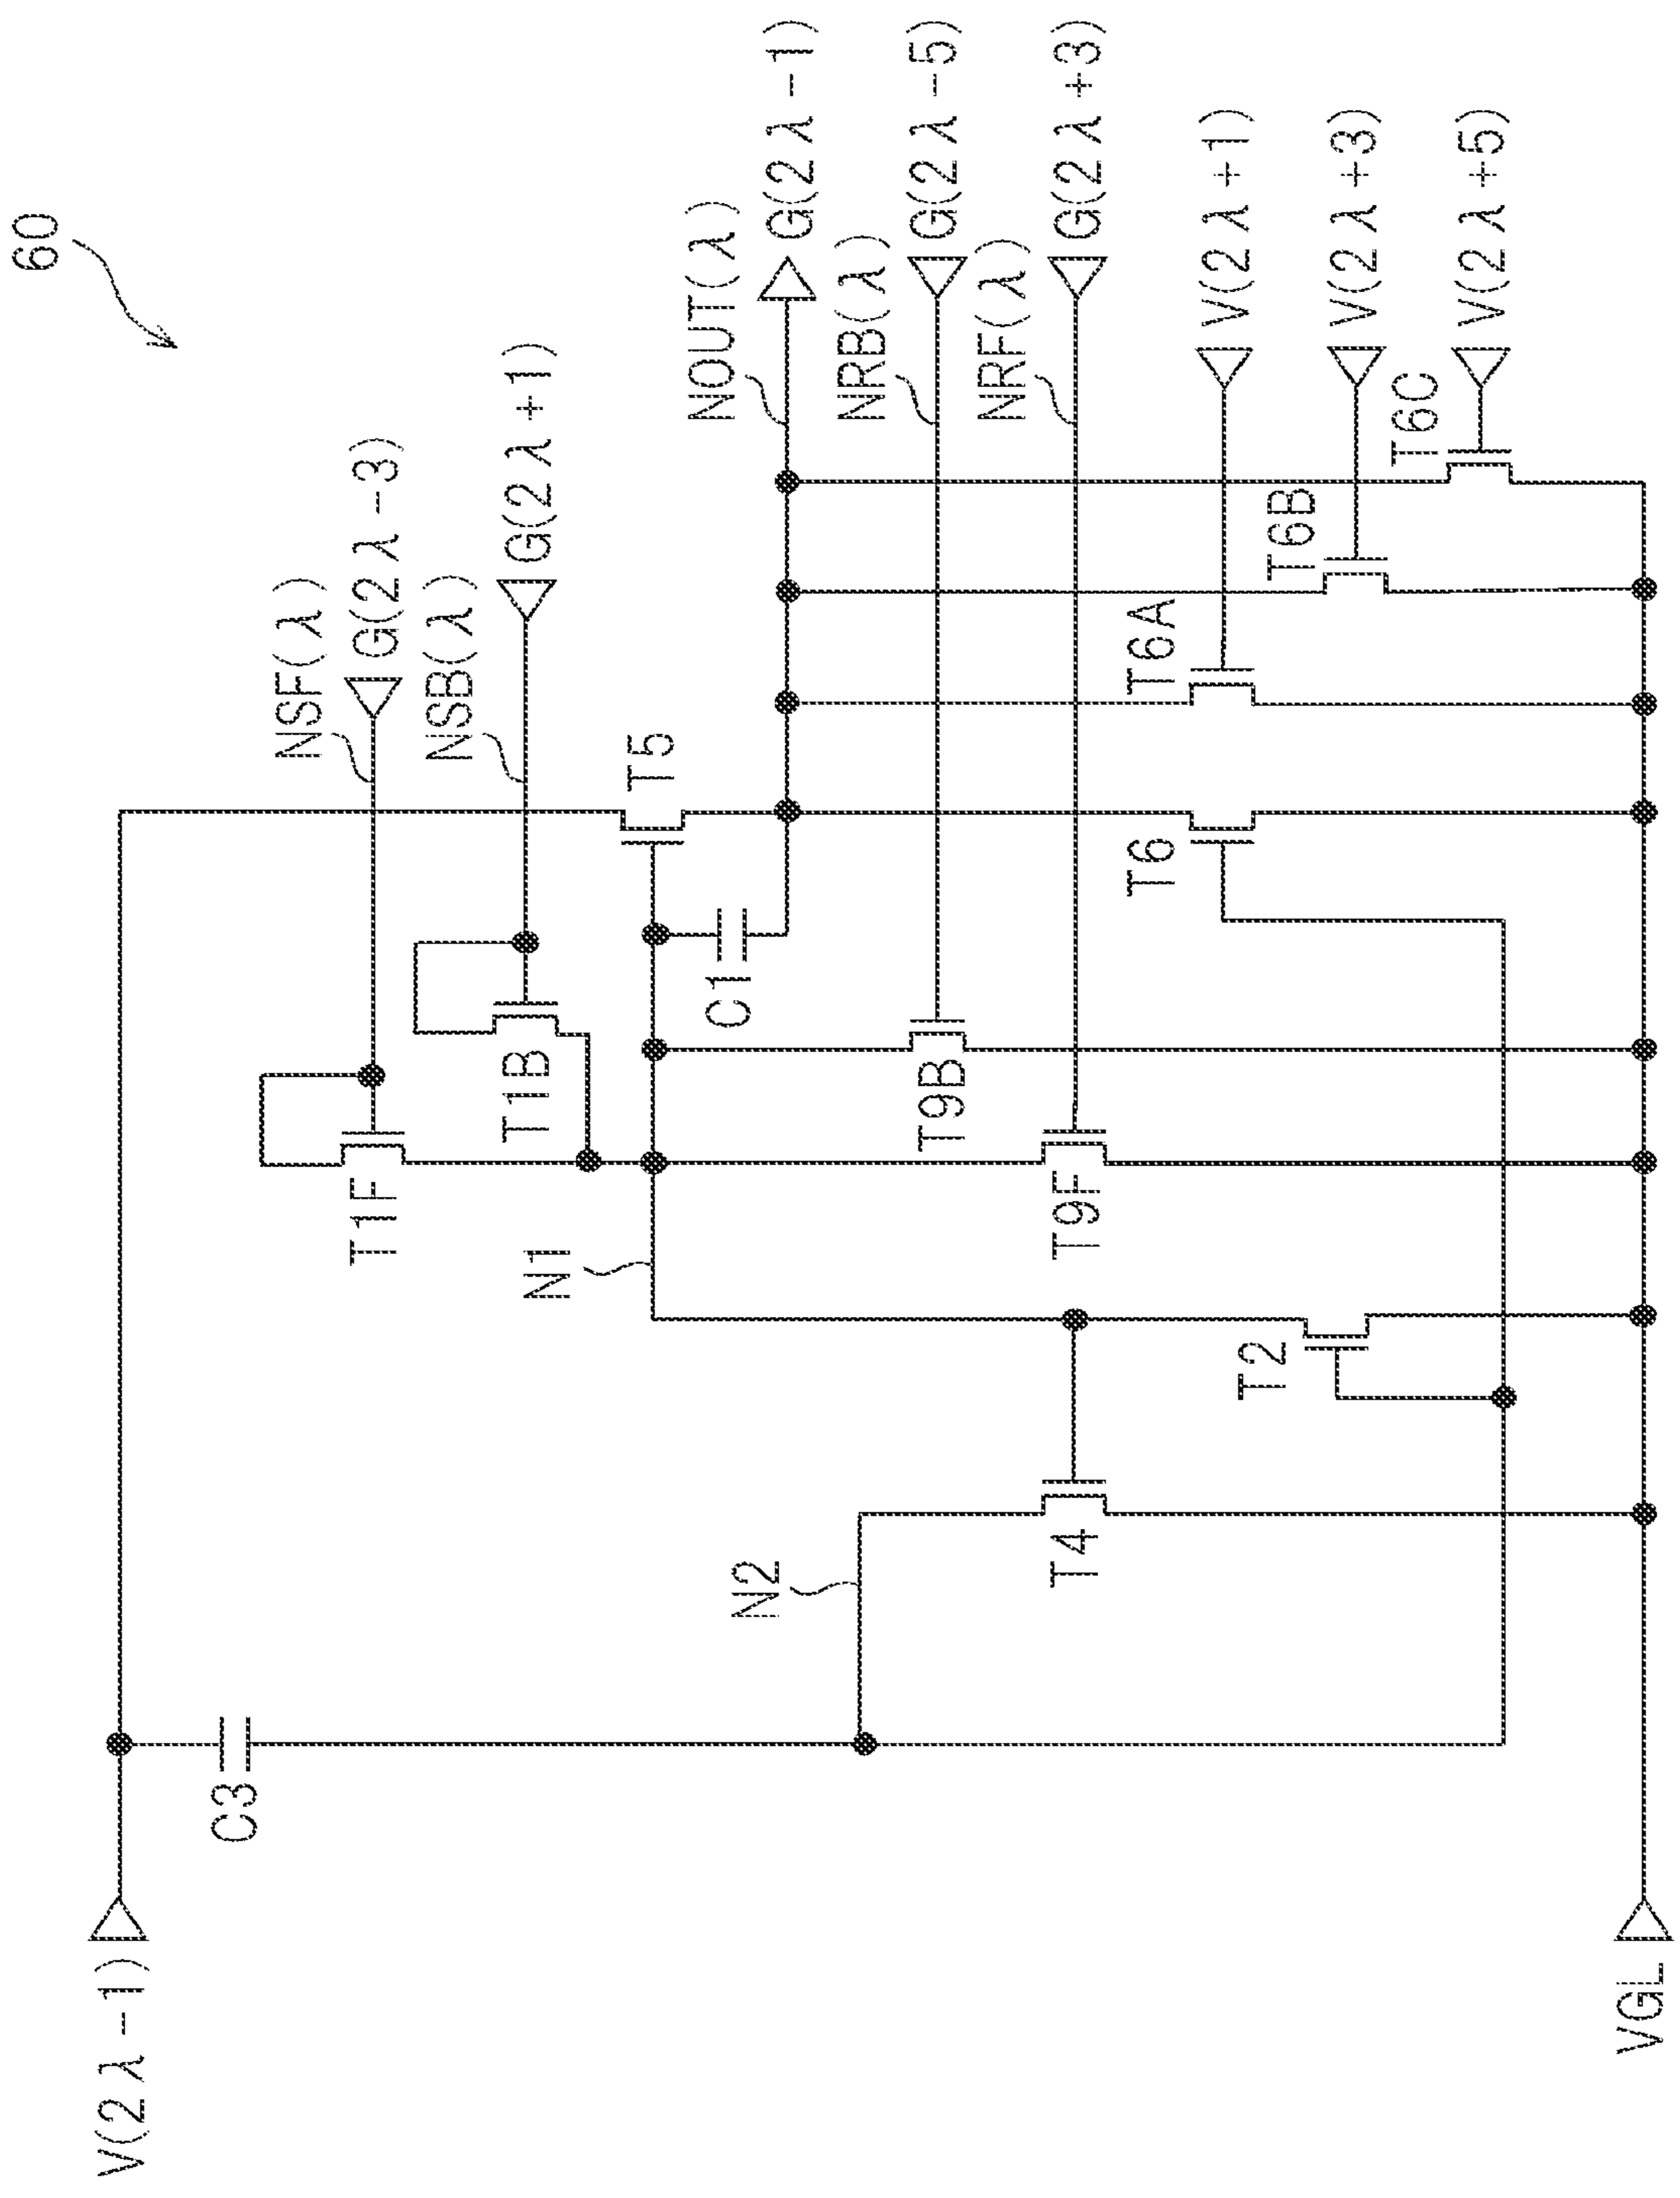 60
V(2λ-1)
C3
NSF(λ)
G(2λ-3)
T1F
NSB(λ)
G(2λ+1)
T1B
N1
T5
C1
NOUT(λ)
G(2λ-1)
N2
NRB(λ)
G(2λ-5)
T9B
NRF(λ)
G(2λ+3)
T9F
T4
T6
T6A
V(2λ+1)
T2
T6B
V(2λ+3)
T6C
V(2λ+5)
VGL